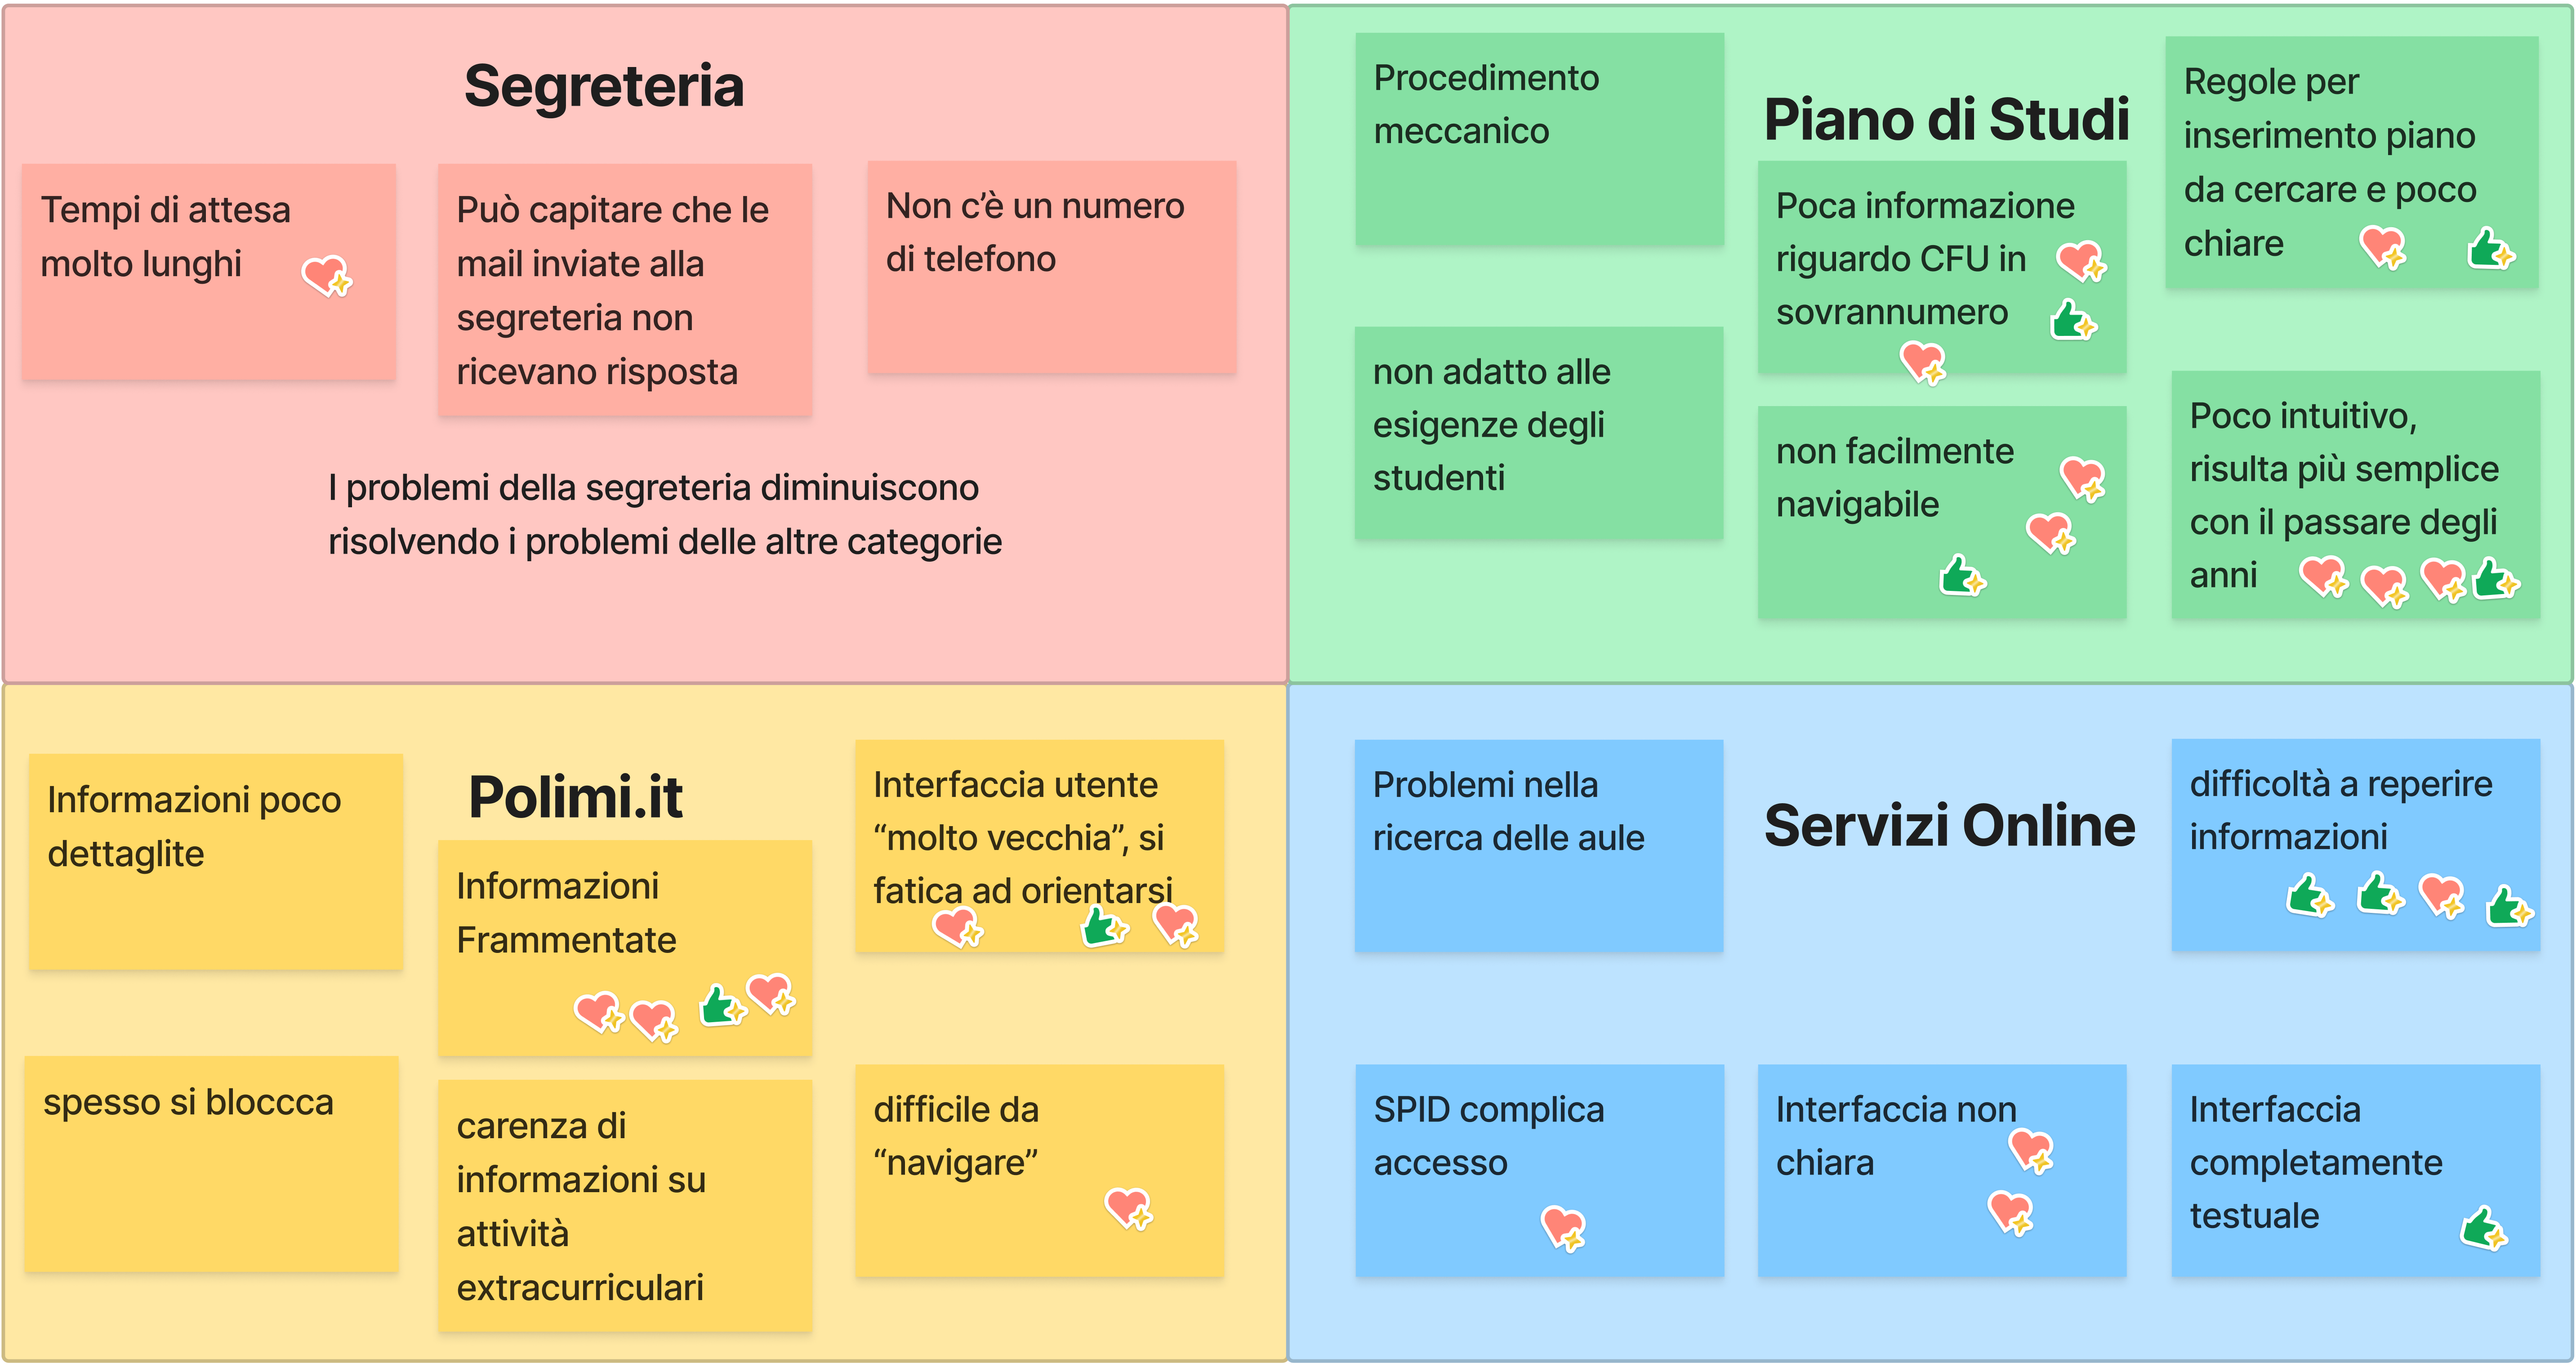 Segreteria
Tempi di attesa
molto lunghi
Può capitare che le
mail inviate alla
segreteria non
ricevano risposta
Non c’è un numero
di telefono
I problemi della segreteria diminuiscono
risolvendo i problemi delle altre categorie
Piano di Studi
Procedimento
meccanico
Poca informazione
riguardo CFU in
sovrannumero
Regole per
inserimento piano
da cercare e poco
chiare
non adatto alle
esigenze degli
studenti
non facilmente
navigabile
Poco intuitivo,
risulta più semplice
con il passare degli
anni
Polimi.it
Informazioni poco
dettaglite
Informazioni
Frammentate
Interfaccia utente
“molto vecchia”, si
fatica ad orientarsi
spesso si bloccca
carenza di
informazioni su
attività
extracurriculari
difficile da
“navigare”
Servizi Online
Problemi nella
ricerca delle aule
difficoltà a reperire
informazioni
SPID complica
accesso
Interfaccia non
chiara
Interfaccia
completamente
testuale